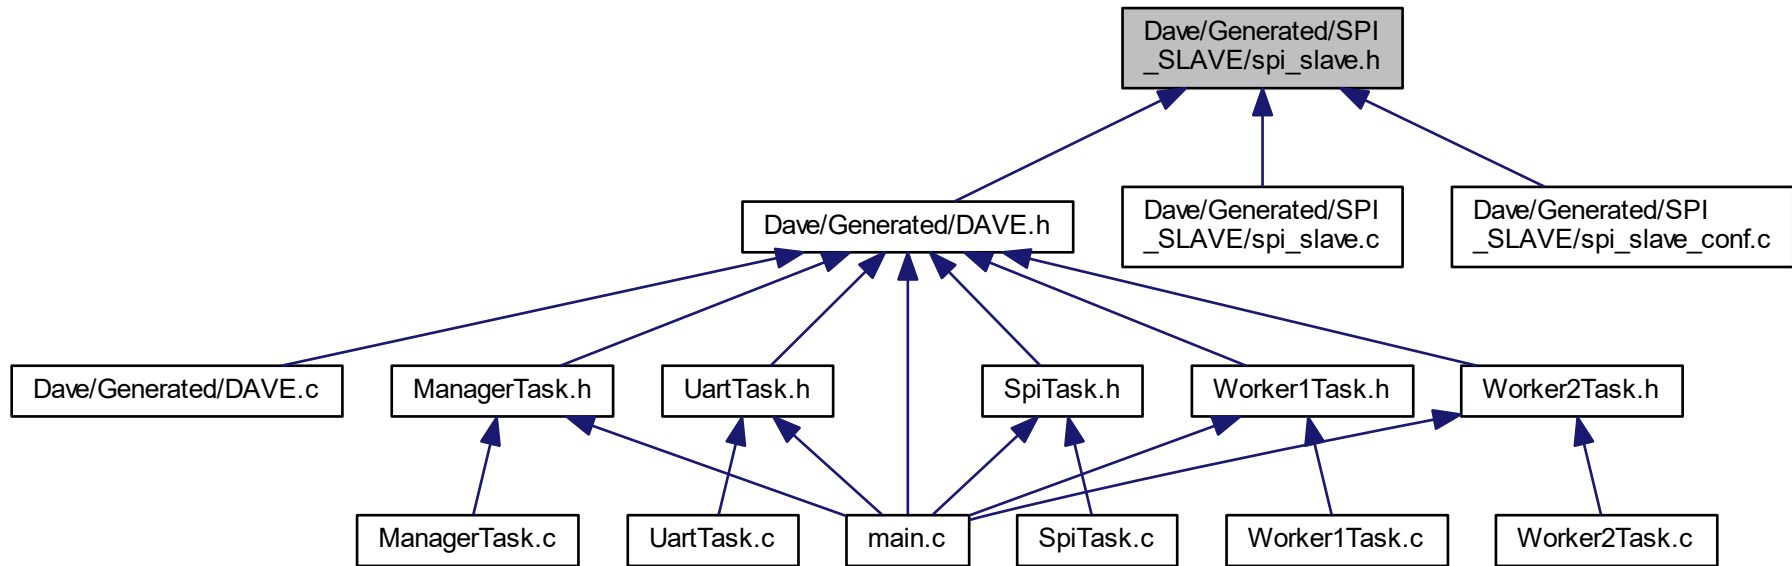 Dave/Generated/SPI
_SLAVE/spi_slave.h
Dave/Generated/DAVE.h
Dave/Generated/SPI
_SLAVE/spi_slave.c
Dave/Generated/SPI
_SLAVE/spi_slave_conf.c
Dave/Generated/DAVE.c
ManagerTask.h
UartTask.h
SpiTask.h
Worker1Task.h
Worker2Task.h
ManagerTask.c
UartTask.c
main.c
SpiTask.c
Worker1Task.c
Worker2Task.c